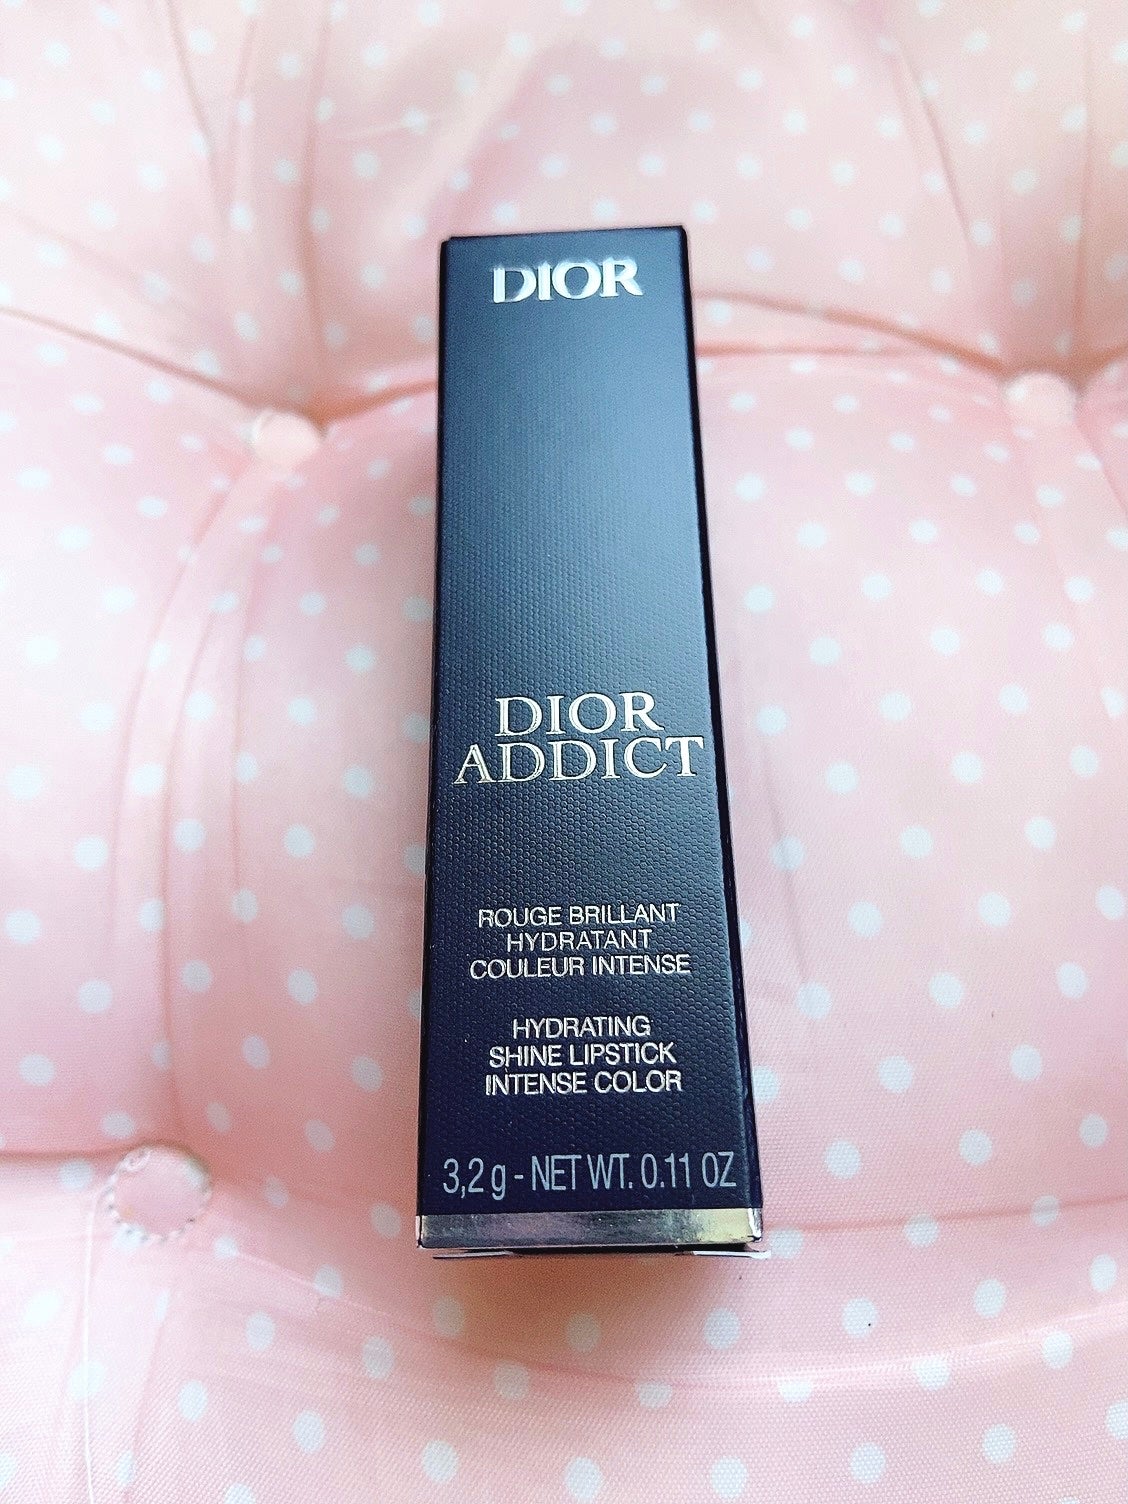 DIOR
DIOR
ADDICT
ROUGE BRILLANT
HYDRATANT
COULEUR INTENSE
HYDRATING
SHINE LIPSTICK
INTENSE COLOR
3,2 g - NET WT. 0.11 OZ